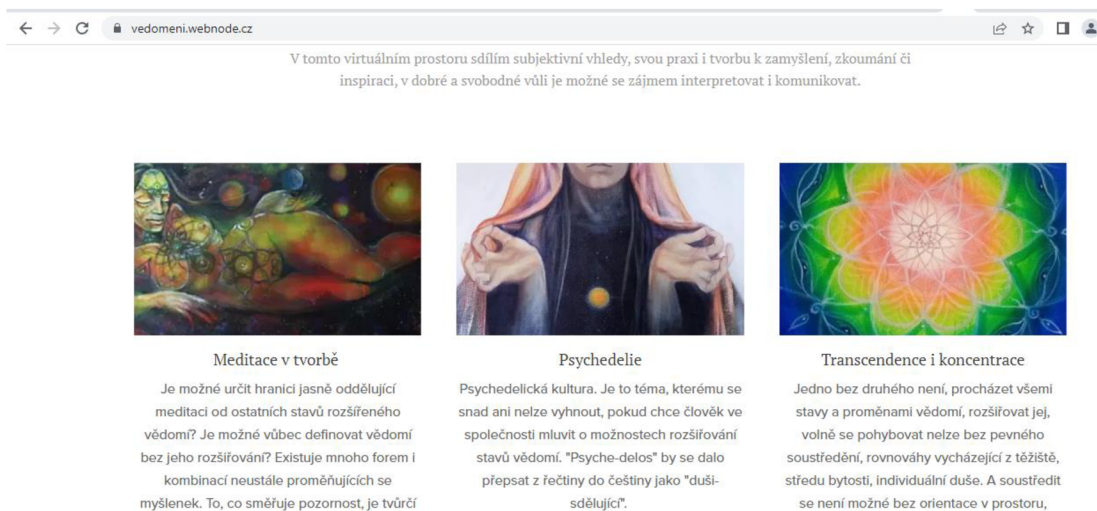 vedomeni.webnode.cz
V tomto virtuálním prostoru sdílím subjektivní vhledy, svou praxi i tvorbu k zamyšlení, zkoumání či
inspiraci, v dobré a svobodné vůli je možné se zájmem interpretovat i komunikovat.
Meditace v tvorbě
Je možné určit hranici jasně oddělující
meditaci od ostatních stavů rozšířeného
vědomí? Je možné vůbec definovat vědomí
bez jeho rozšiřování? Existuje mnoho forem i
kombinací neustále proměňujících se
myšlenek. To, co směřuje pozornost, je tvůrčí
Psychedelie
Psychedelická kultura. Je to téma, kterému se
snad ani nelze vyhnout, pokud chce člověk ve
společnosti mluvit o možnostech rozšiřování
stavů vědomí. "Psyche-delos" by se dalo
přepsat z řečtiny do češtiny jako "duši-
sdělující".
Transcendence i koncentrace
Jedno bez druhého není, procházet všemi
stavy a proměnami vědomí, rozšiřovat jej,
volně se pohybovat nelze bez pevného
soustředění, rovnováhy vycházející z těžiště,
středu bytosti, individuální duše. A soustředit
se není možné bez orientace v prostoru,